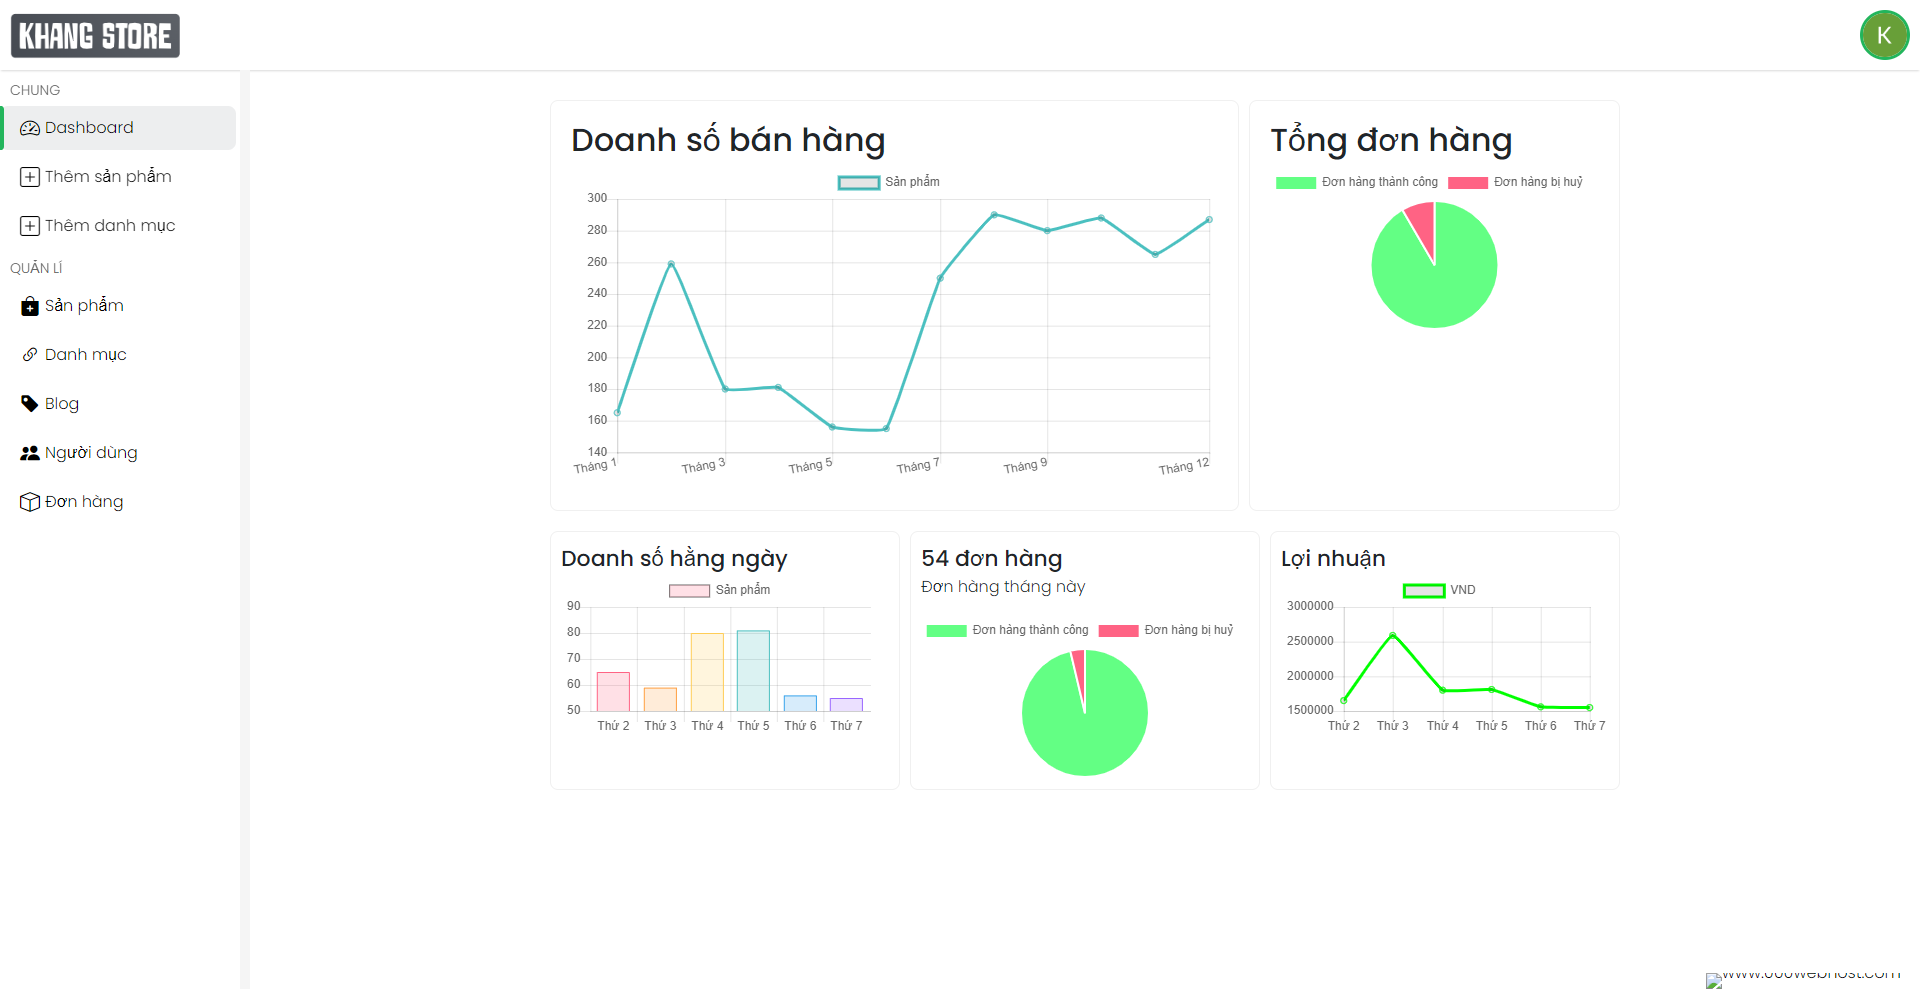 KHANG STORE
K
CHUNG
Dashboard
Thêm sản phẩm
Thêm danh mục
QUẢN LÍ
Sản phẩm
Danh mục
Blog
Người dùng
Đơn hàng
Doanh số bán hàng
Sản phẩm
300
280
260
240
220
200
180
160
140
Tháng 1
Tháng 3
Tháng 5
Tháng 7
Tháng 9
Tháng 12
Tổng đơn hàng
Đơn hàng thành công
Đơn hàng bị huỷ
Doanh số hằng ngày
Sản phẩm
90
80
70
60
50
Thứ 2
Thứ 3
Thứ 4
Thứ 5
Thứ 6
Thứ 7
54 đơn hàng
Đơn hàng tháng này
Đơn hàng thành công
Đơn hàng bị huỷ
Lợi nhuận
VND
3000000
2500000
2000000
1500000
Thứ 2
Thứ 3
Thứ 4
Thứ 5
Thứ 6
Thứ 7
www.000webhost.com